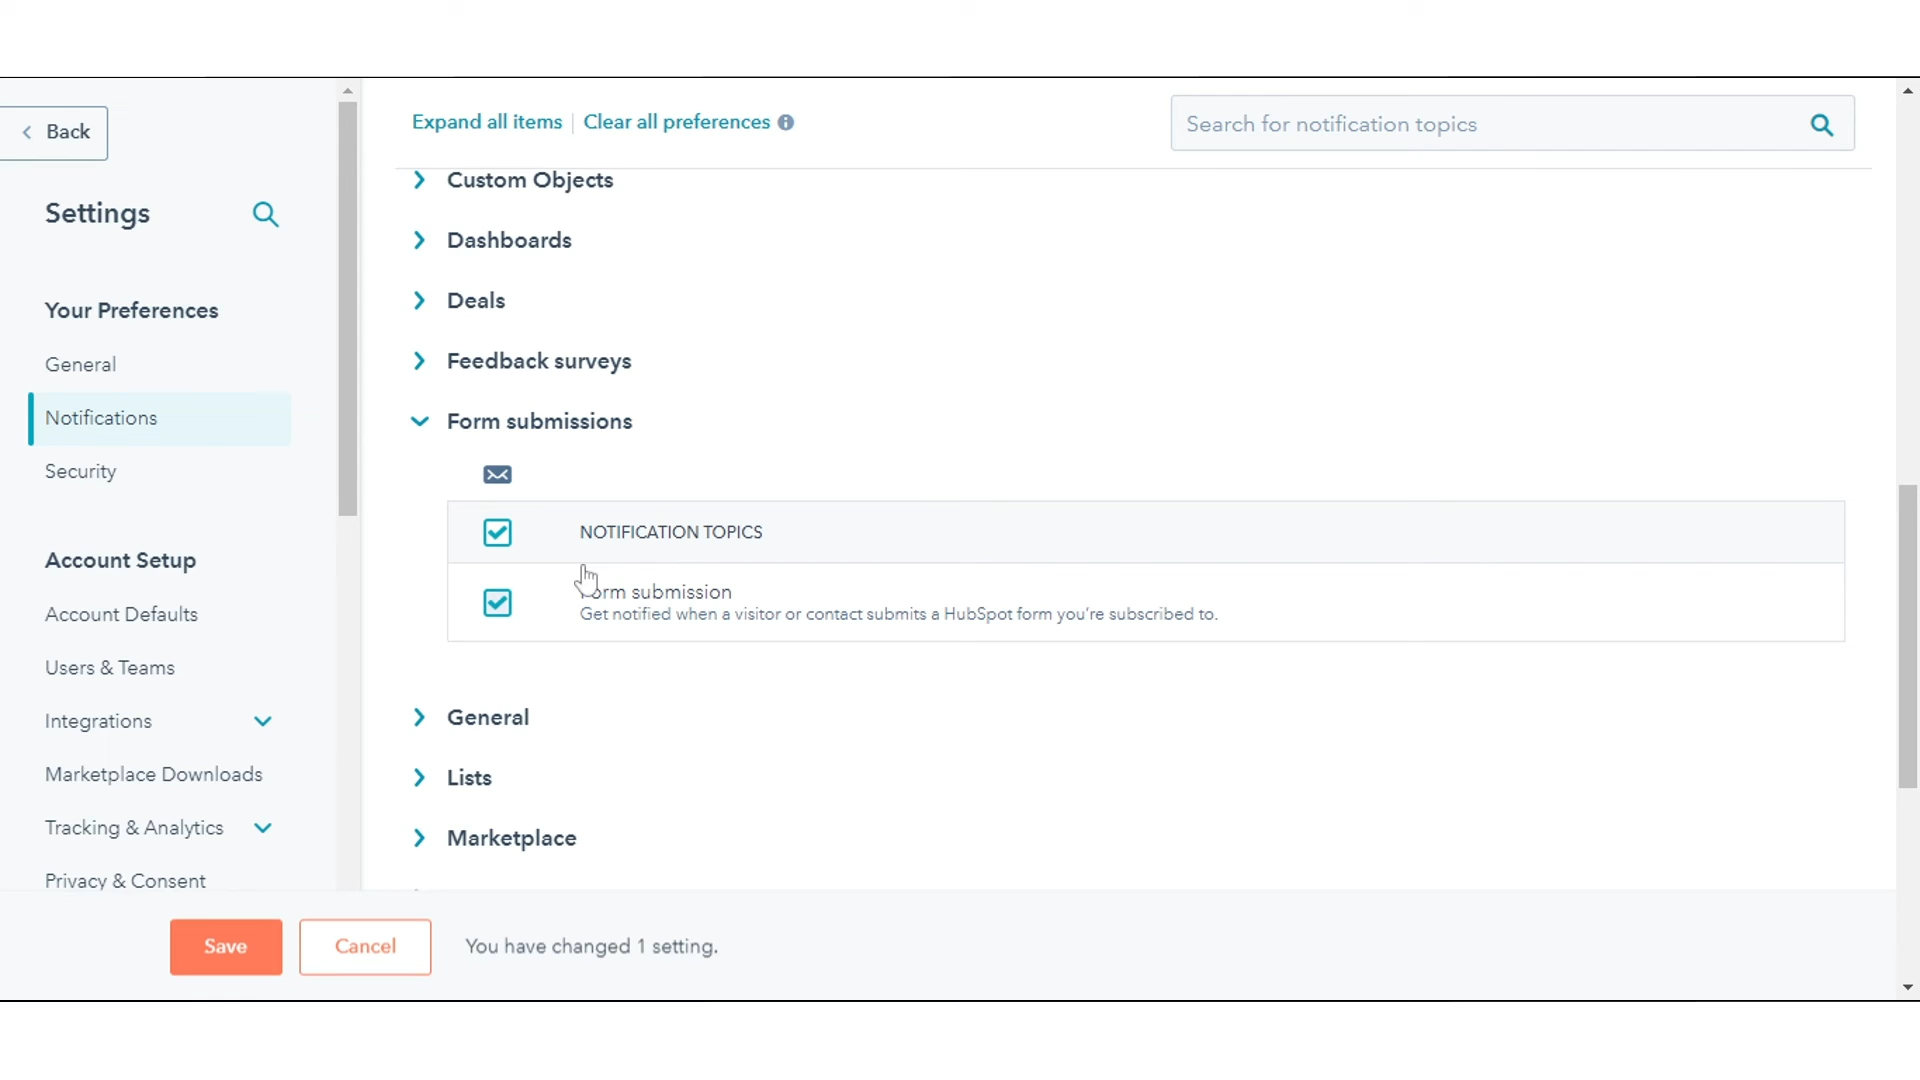 Back
Settings
Your Preferences
General
Notifications
Security
Account Setup
Account Defaults
Users & Teams
Integrations
Marketplace Downloads
Tracking & Analytics
Privacy & Consent
Expand all items
Clear all preferences
Search for notification topics
Custom Objects
Dashboards
Deals
Feedback surveys
Form submissions
NOTIFICATION TOPICS
Form submission
Get notified when a visitor or contact submits a HubSpot form you're subscribed to.
General
Lists
Marketplace
Save
Cancel
You have changed 1 setting.